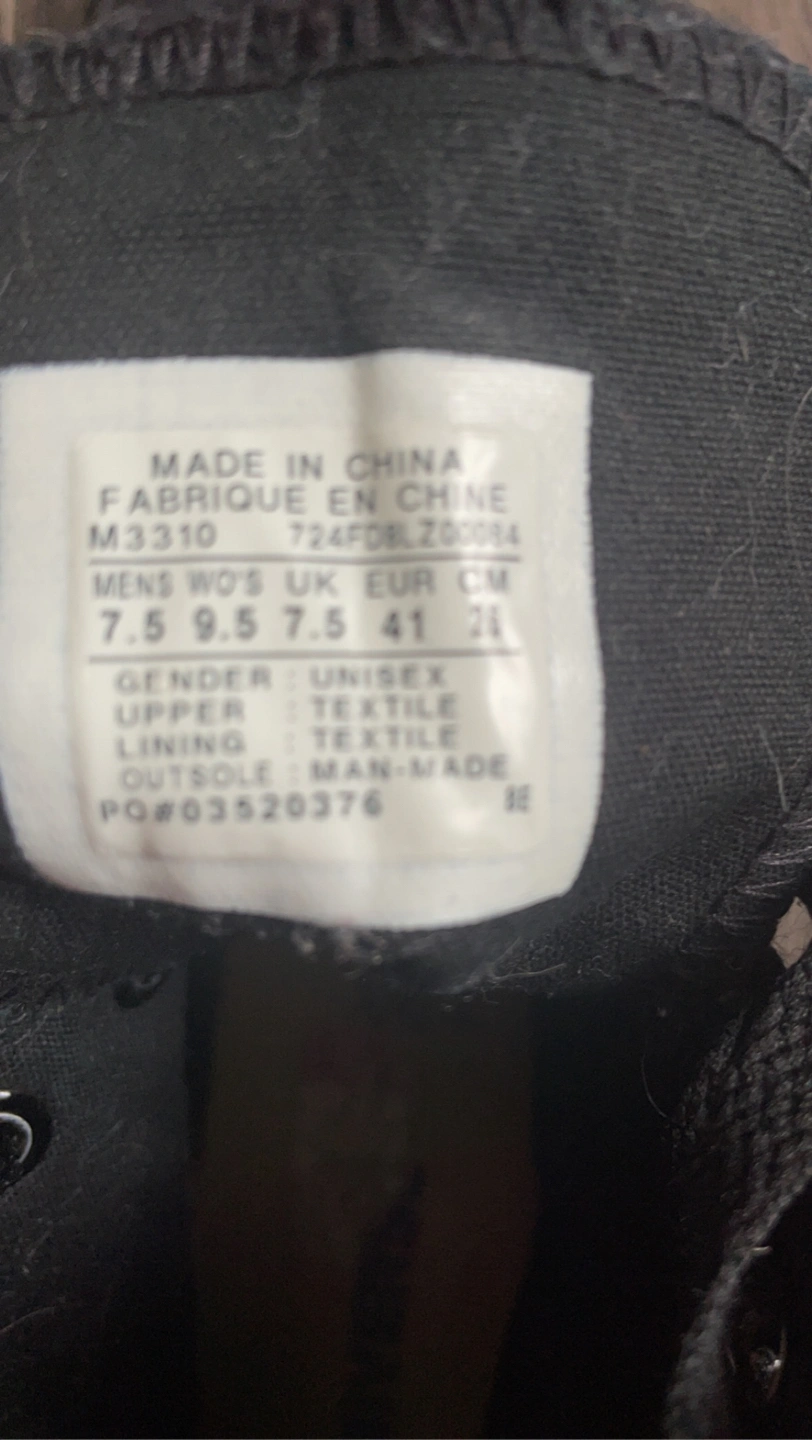 MADE IN CHINA
FABRIQUE EN CHINE
M3310
MENS WO'S UK EUR CM
7.5 9.5 7.5 41 26
GENDER : UNISEX
UPPER : TEXTILE
LINING : TEXTILE
OUTSOLE : MAN-MADE
PO#03520376